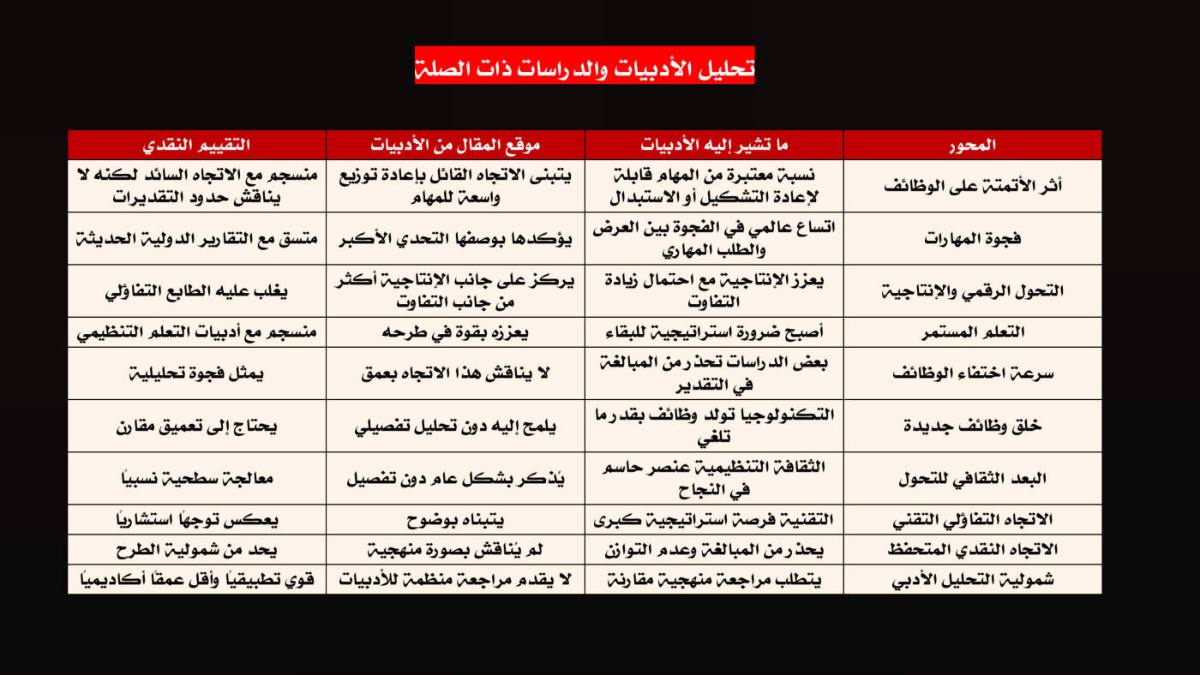 تحليل الأدبيات والدراسات ذات الصلة
المحور
ما تشير إليه الأدبيات
موقع المقال من الأدبيات
التقييم النقدي
أثر الأتمتة على الوظائف
نسبة معتبرة من المهام قابلة
لإعادة التشكيل أو الاستبدال
يتبنى الاتجاه القائل بإعادة توزيع
واسعة للمهام
منسجم مع الاتجاه السائد لكنه لا
يناقش حدود التقديرات
فجوة المهارات
اتساع عالمي في الفجوة بين العرض
والطلب المهاري
يؤكدها بوصفها التحدي الأكبر
متسق مع التقارير الدولية الحديثة
التحول الرقمي والإنتاجية
يعزز الإنتاجية مع احتمال زيادة
التفاوت
يركز على جانب الإنتاجية أكثر
من جانب التفاوت
يغلب عليه الطابع التفاؤلي
التعلم المستمر
أصبح ضرورة استراتيجية للبقاء
يعززه بقوة في طرحه
منسجم مع أدبيات التعلم التنظيمي
سرعة اختفاء الوظائف
بعض الدراسات تحذر من المبالغة
في التقدير
لا يناقش هذا الاتجاه بعمق
يمثل فجوة تحليلية
خلق وظائف جديدة
التكنولوجيا تولد وظائف بقدر ما
تلغي
يلمح إليه دون تحليل تفصيلي
يحتاج إلى تعميق مقارن
البعد الثقافي للتحول
الثقافة التنظيمية عنصر حاسم
في النجاح
يُذكر بشكل عام دون تفصيل
معالجة سطحية نسبيًا
الاتجاه التفاؤلي التقني
التقنية فرصة استراتيجية كبرى
يتبناه بوضوح
يعكس توجهًا استشاريًا
الاتجاه النقدي المتحفظ
يحذر من المبالغة وعدم التوازن
لم يُناقش بصورة منهجية
يحد من شمولية الطرح
شمولية التحليل الأدبي
يتطلب مراجعة منهجية مقارنة
لا يقدم مراجعة منظمة للأدبيات
قوي تطبيقيًا وأقل عمقًا أكاديميًا